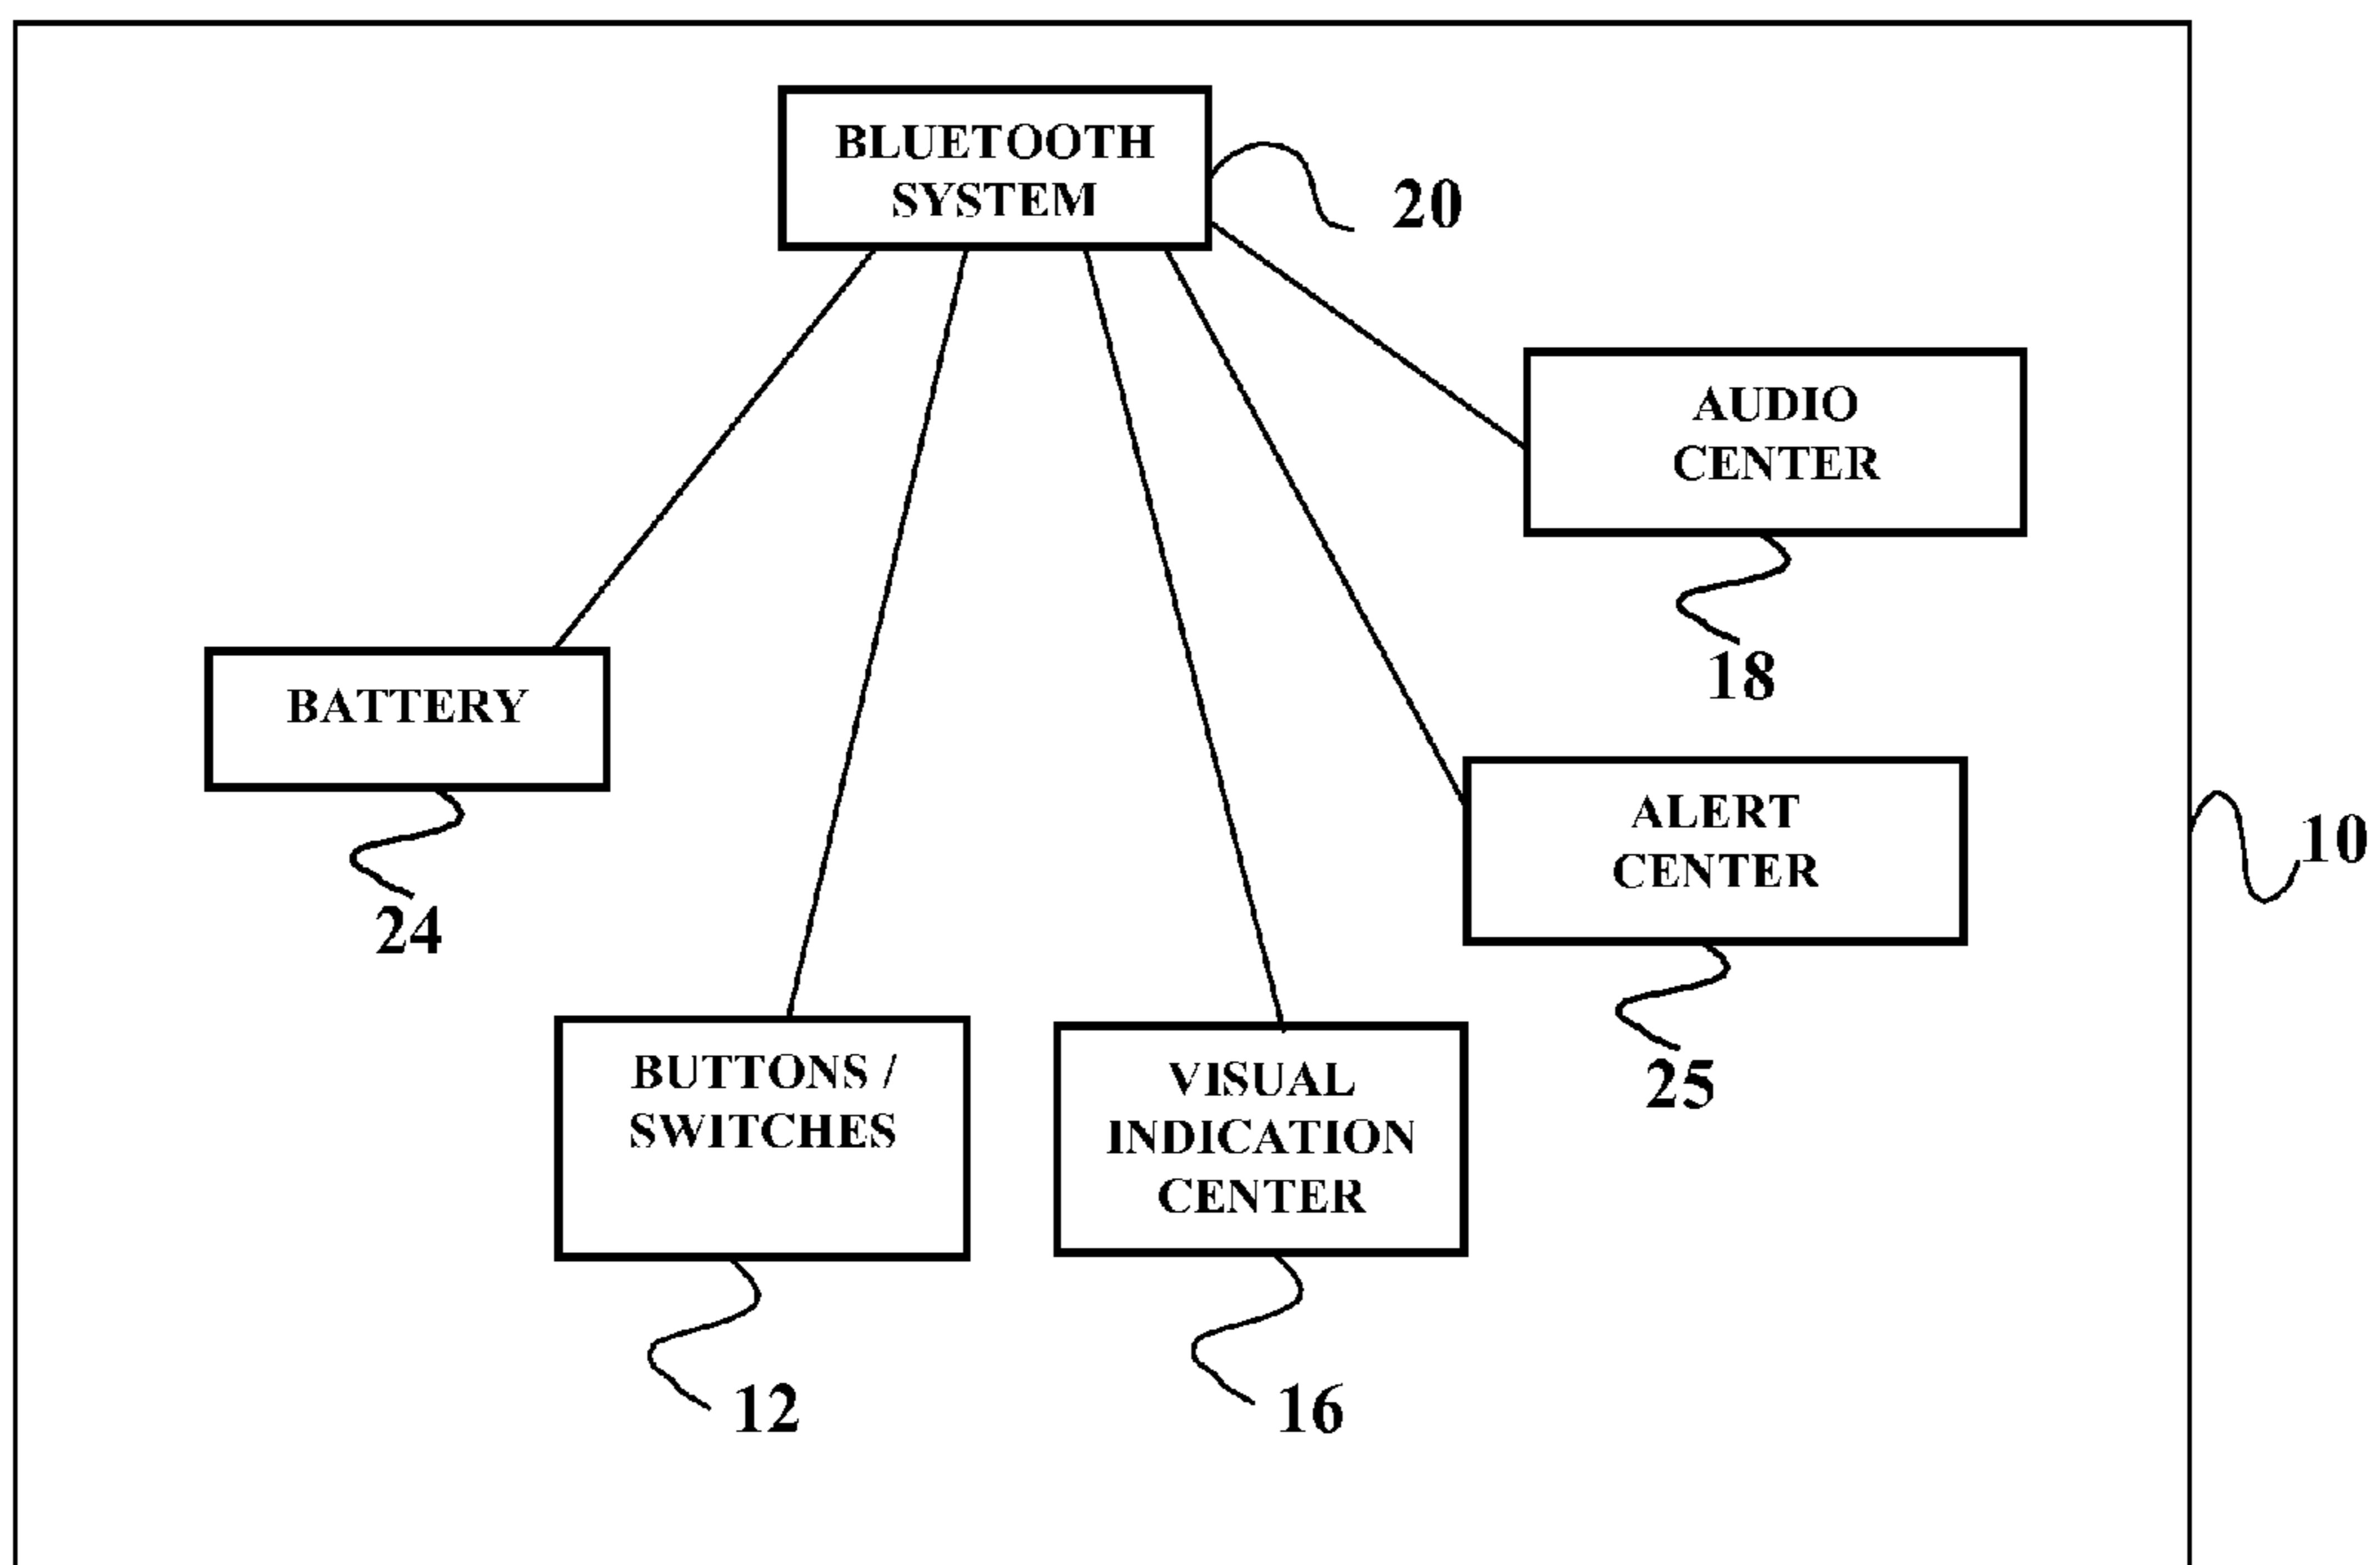 BLUETOOTH
SYSTEM
20
AUDIO
CENTER
18
BATTERY
24
ALERT
CENTER
10
25
BUTTONS /
SWITCHES
12
VISUAL
INDICATION
CENTER
16